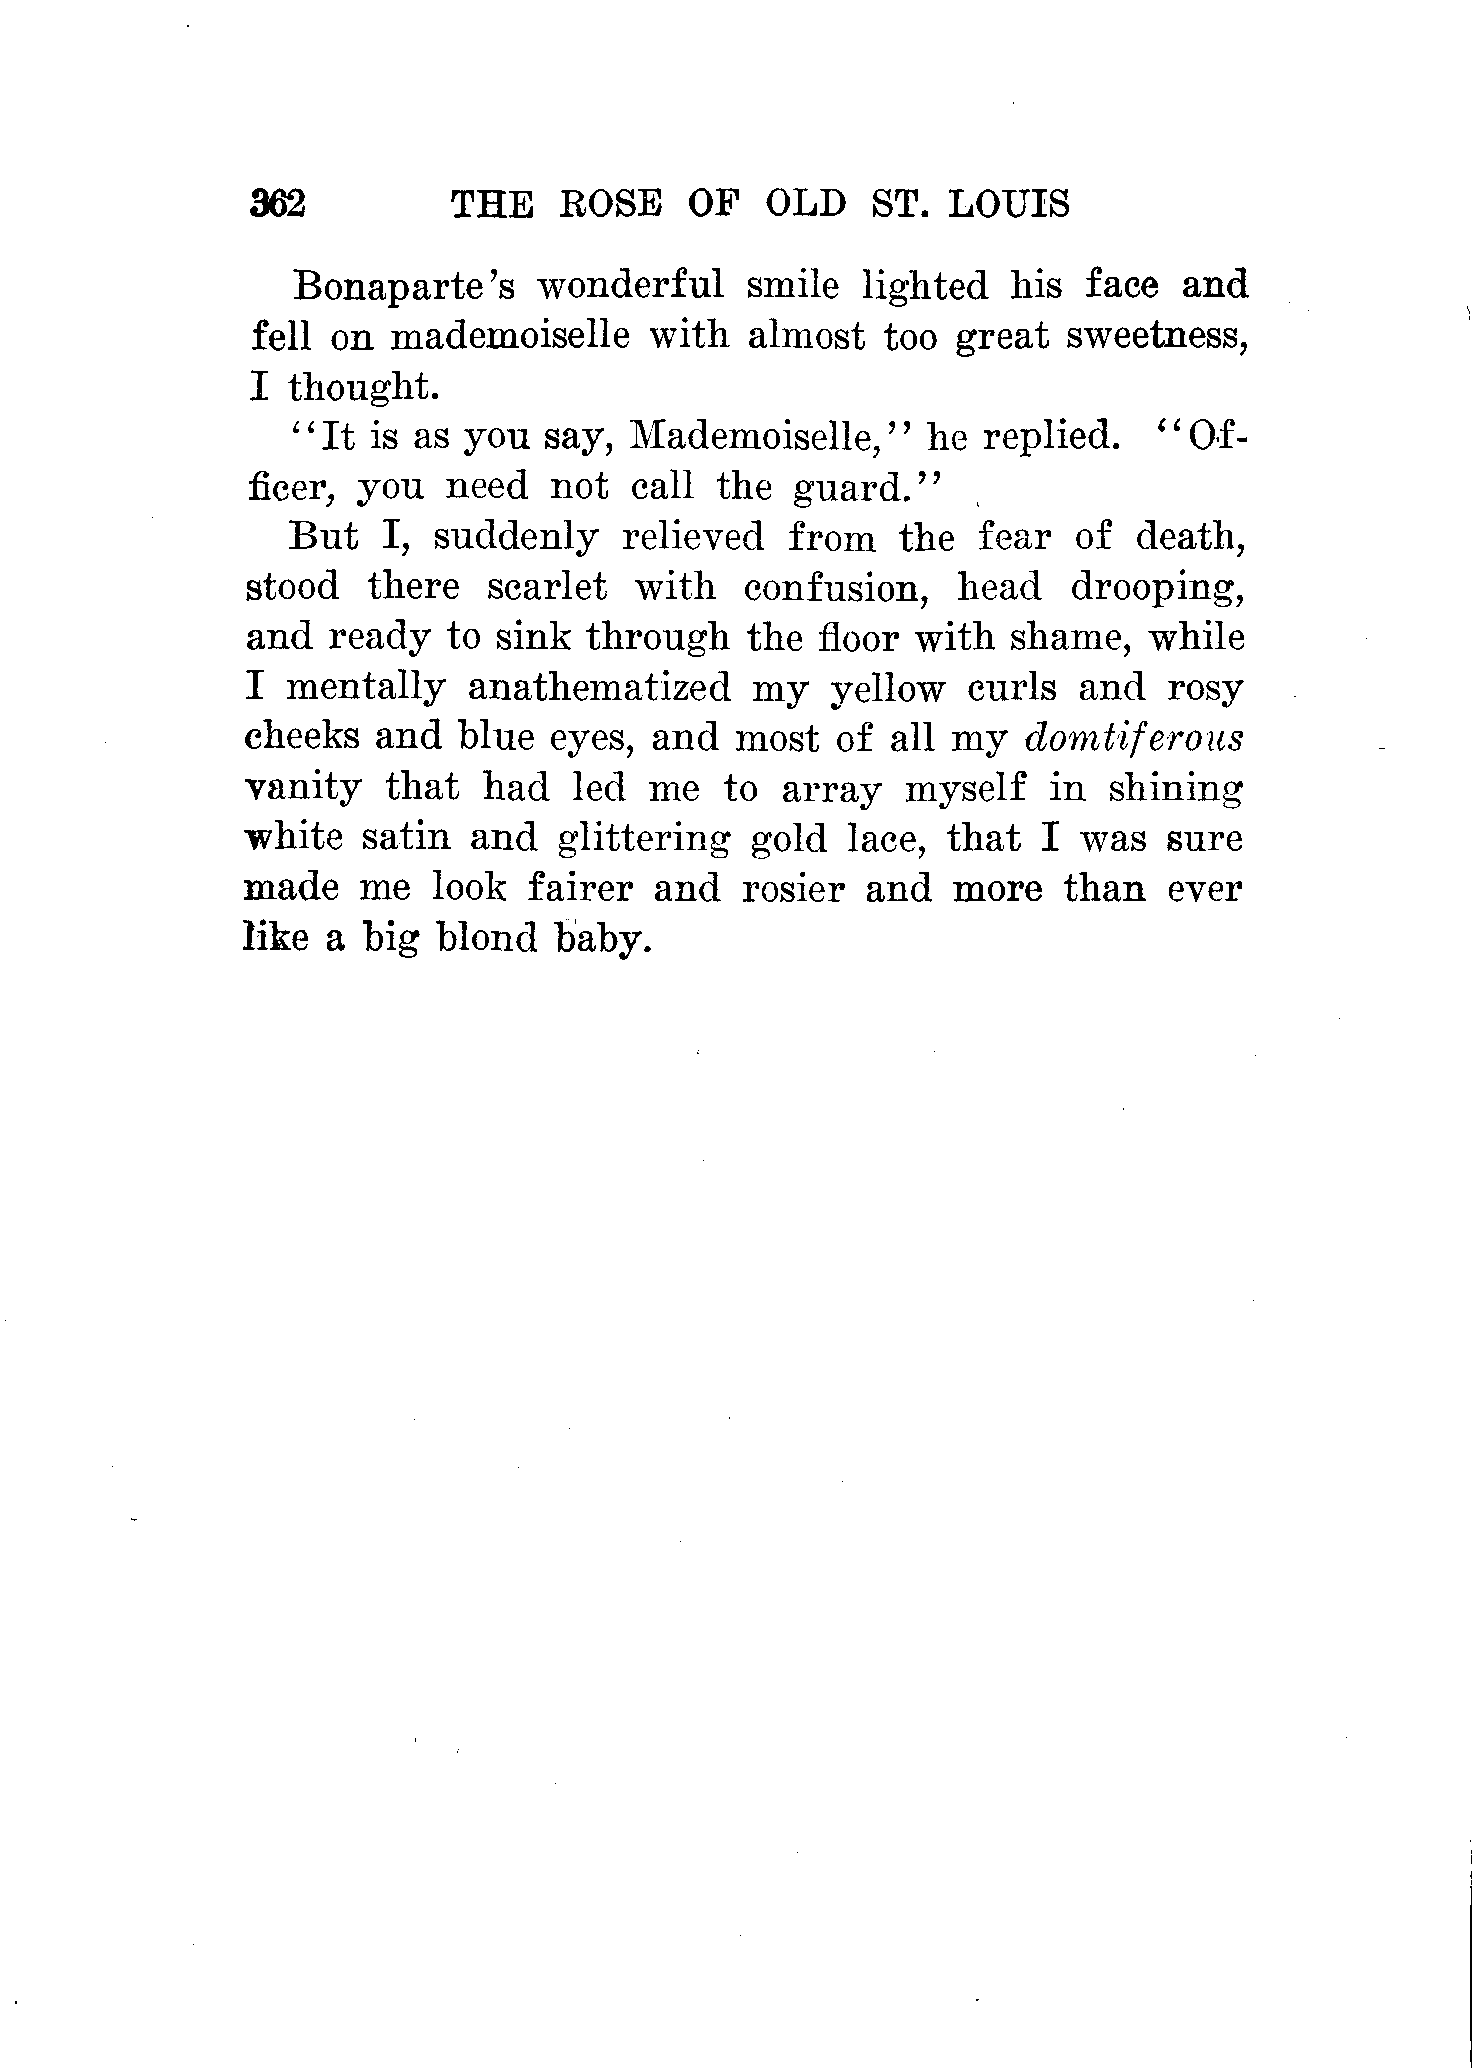 362 THE ROSE OF OLD ST. LOUIS
Bonaparte's wonderful smile lighted his face and
fell on mademoiselle with almost too great sweetness,
I thought.
"It is as you say, Mademoiselle," he replied. "Of-
ficer, you need not call the guard."
But I, suddenly relieved from the fear of death,
stood there scarlet with confusion, head drooping,
and ready to sink through the floor with shame, while
I mentally anathematized my yellow curls and rosy
cheeks and blue eyes, and most of all my domtiferous
vanity that had led me to array myself in shining
white satin and glittering gold lace, that I was sure
made me look fairer and rosier and more than ever
like a big blond baby.